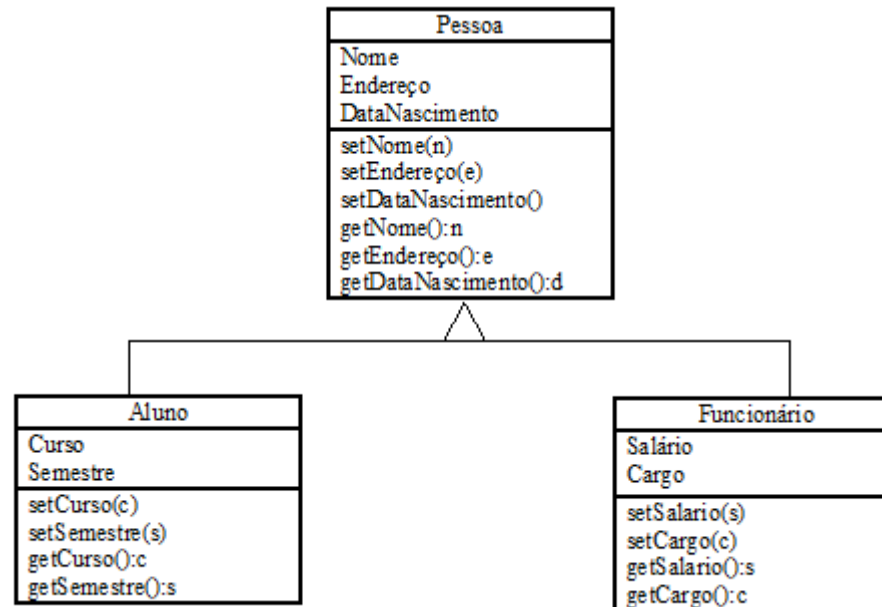 Pessoa
Nome
Endereço
DataNascimento
setNome(n)
setEndereço(e)
setDataNascimento()
getNome():n
getEndereço():e
getDataNascimento():d
Aluno
Curso
Semestre
setCurso(c)
setSemestre(s)
getCurso():c
getSemestre():s
Funcionário
Salário
Cargo
setSalario(s)
setCargo(c)
getSalario():s
getCargo():c